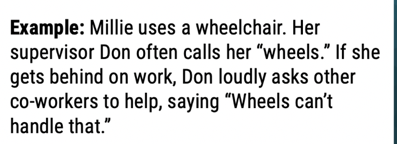 Example: Millie uses a wheelchair. Her
supervisor Don often calls her “wheels.” If she
gets behind on work, Don loudly asks other
co-workers to help, saying “Wheels can’t
handle that.”